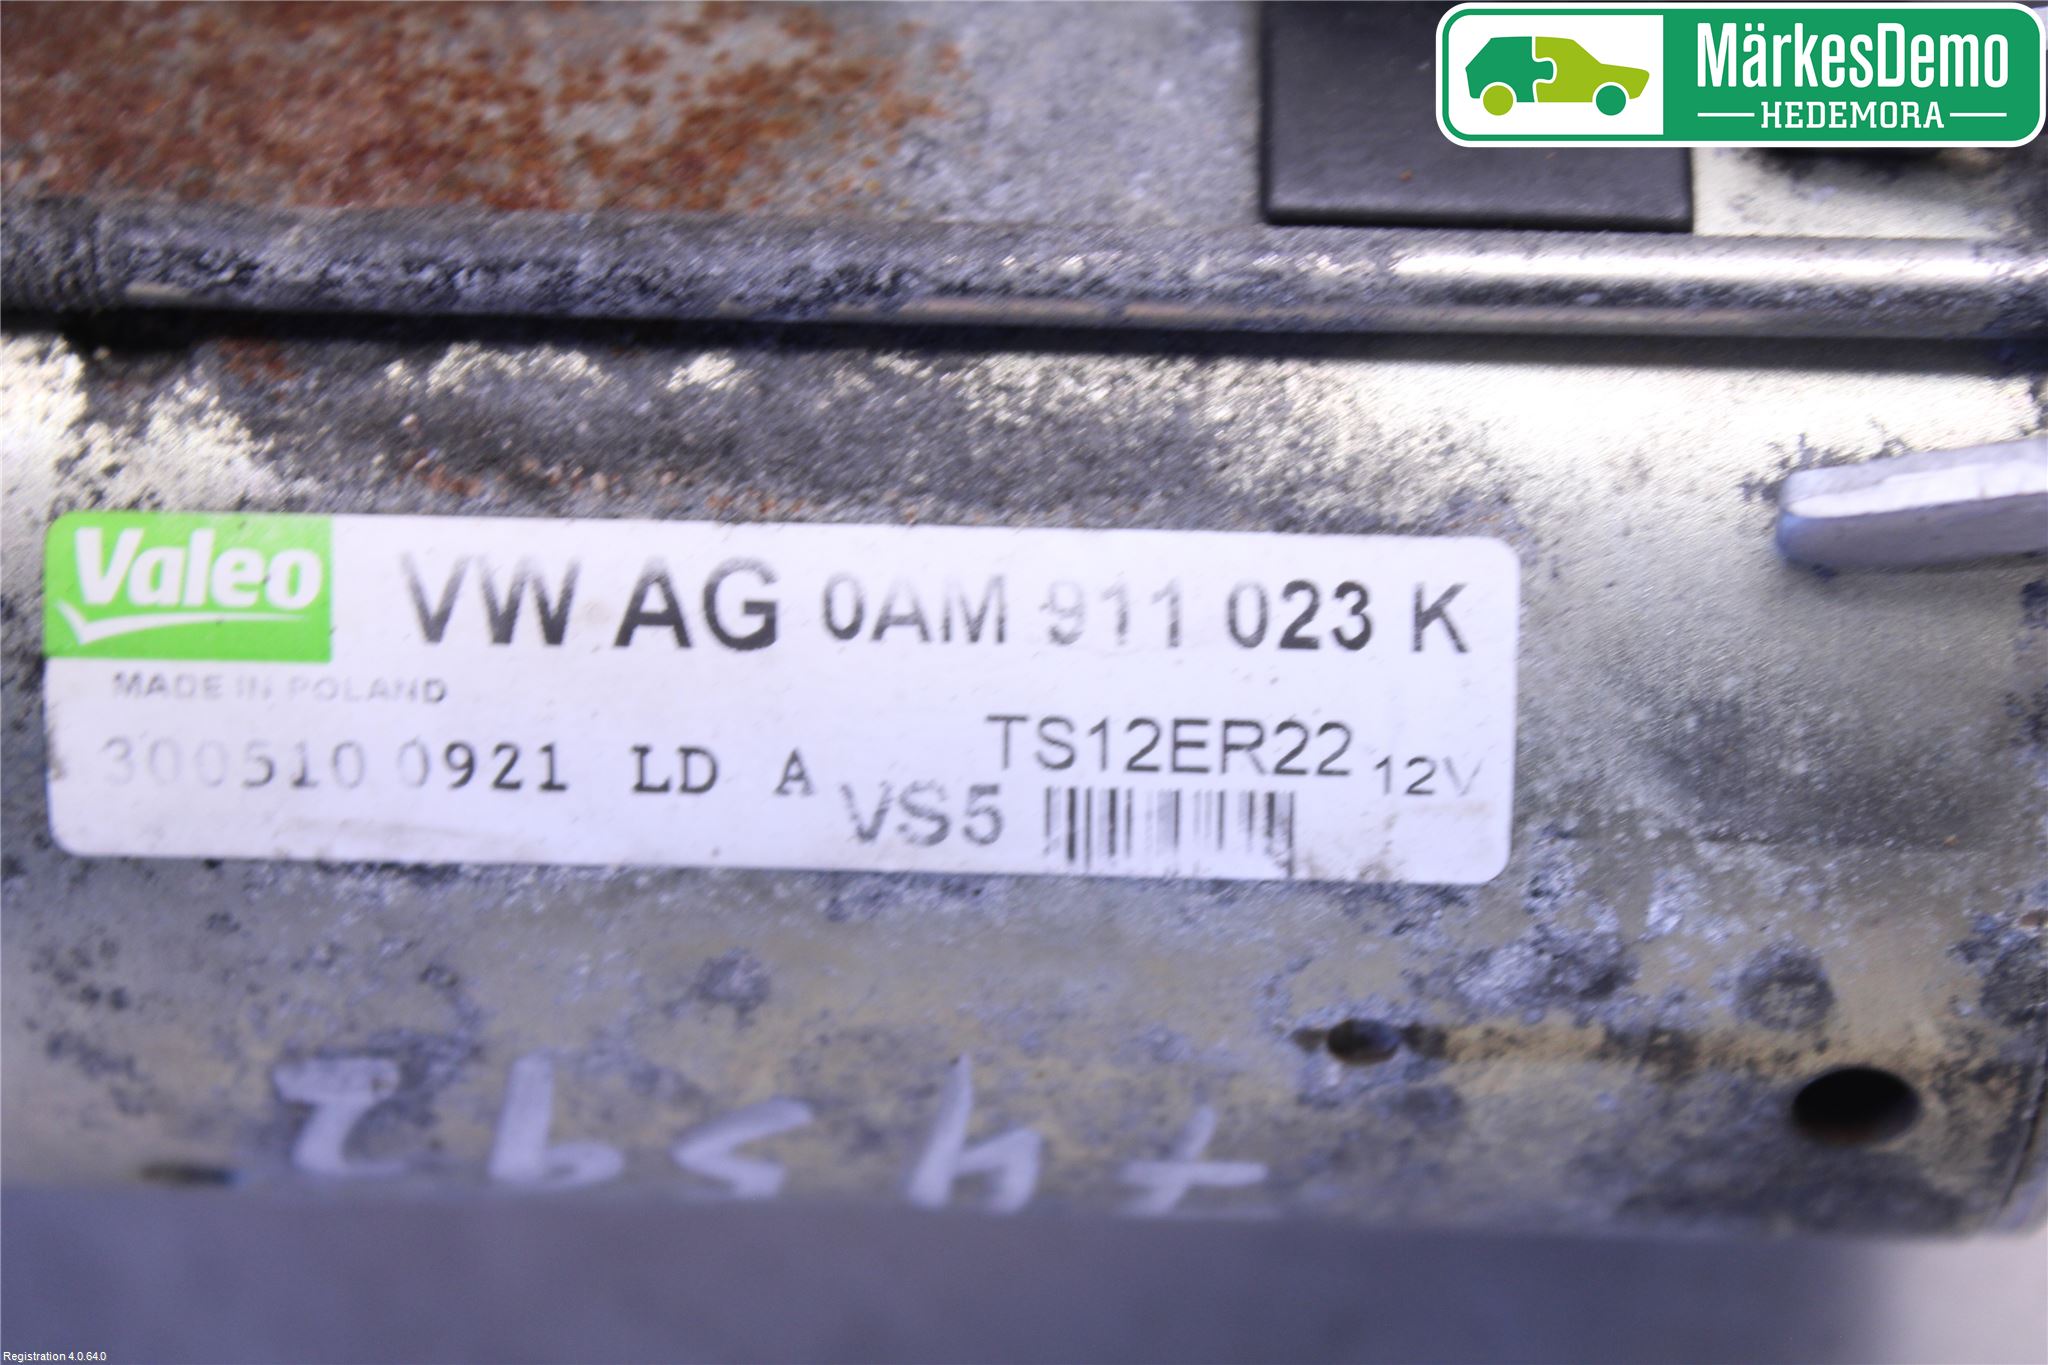 MärkesDemo
HEDEMORA
Valeo VW AG 0AM 911 023 K
MADE IN POLAND
300510 0921 LD A TS12ER22 12V
VS5
Registration 4.0.64.0